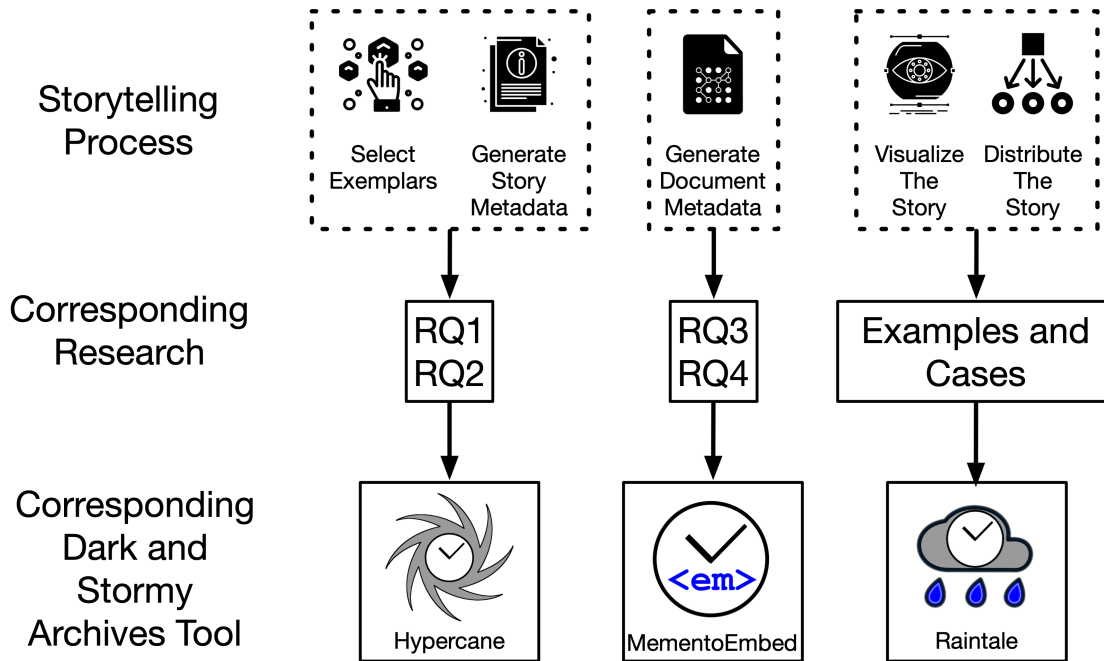 Storytelling
Process
Select
Exemplars
Generate
Story
Metadata
Generate
Document
Metadata
Visualize
The
Story
Distribute
The
Story
Corresponding
Research
RQ1
RQ2
RQ3
RQ4
Examples and
Cases
Corresponding
Dark and
Stormy
Archives Tool
Hypercane
<em>
MementoEmbed
Raintale